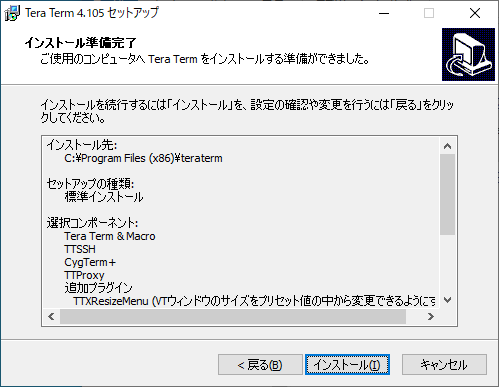 Tera Term 4.105 セットアップ
インストール準備完了
ご使用のコンピュータへ Tera Term をインストールする準備ができました。
インストールを続行するには「インストール」を、設定の確認や変更を行うには「戻る」をクリッ
クしてください。
インストール先:
C:¥Program Files (x86)¥teraterm
セットアップの種類:
標準インストール
選択コンポーネント:
Tera Term & Macro
TTSSH
CygTerm+
TTProxy
追加プラグイン
TTXResizeMenu (VTウィンドウのサイズをプリセット値の中から変更できるようにす
< 戻る(B)
インストール(I)
キャンセル